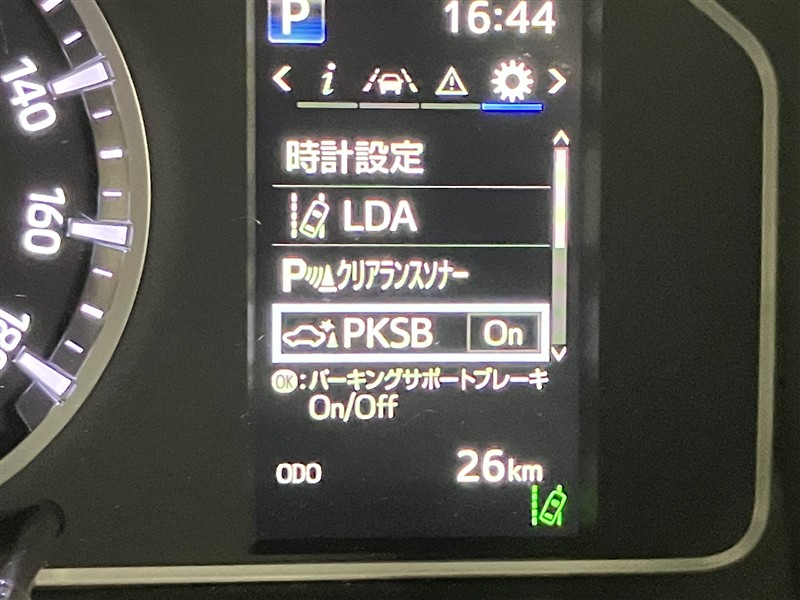 P 16:44
140
160
180
i
時計設定
LDA
Pクリアランスソナー
PKSB On
OK:パーキングサポートブレーキ
On/Off
ODO 26km